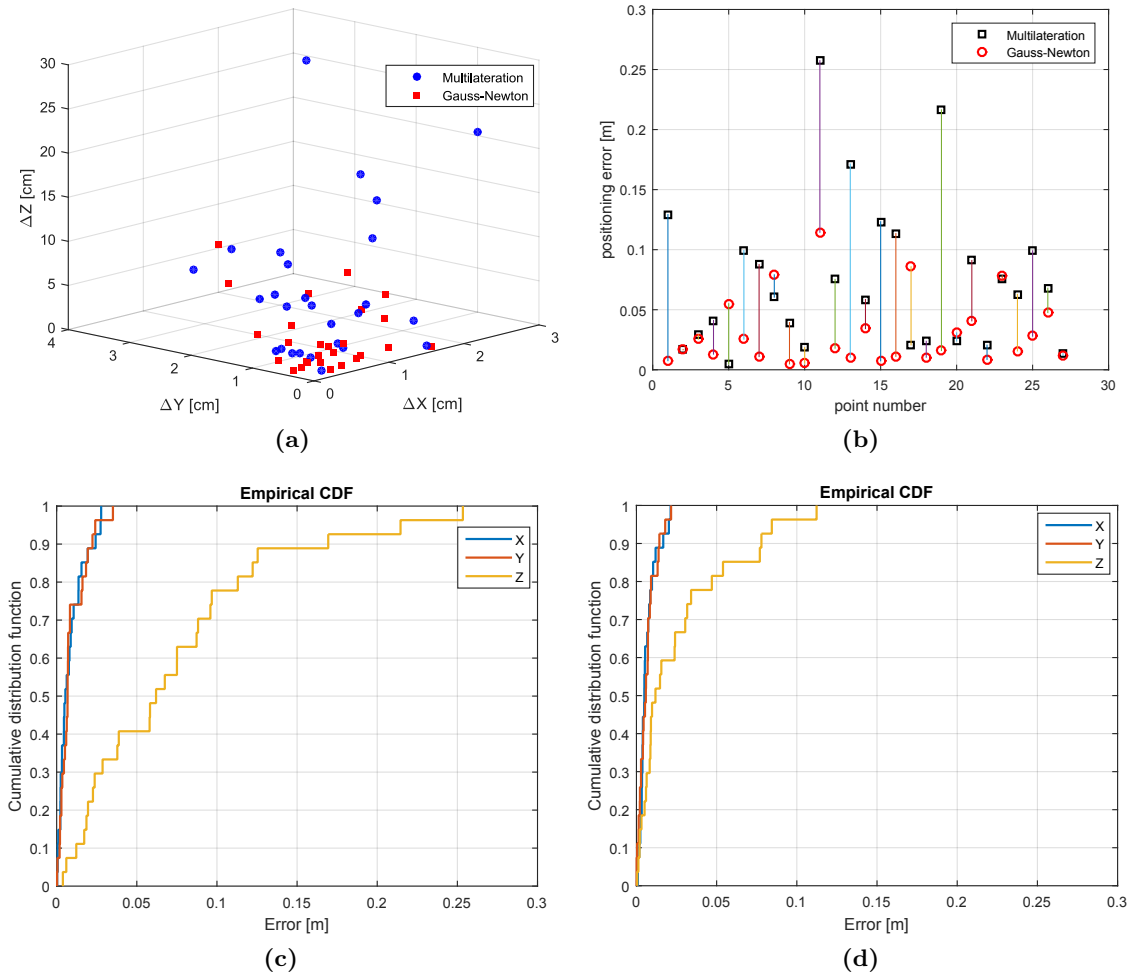 30
25
20
15
10
5
0
ΔZ [cm]
4
3
2
1
0
ΔY [cm]
0
1
2
3
ΔX [cm]
Multilateration
Gauss-Newton
(a)
0.3
0.25
0.2
0.15
0.1
0.05
0
positioning error [m]
0 5 10 15 20 25 30
point number
Multilateration
Gauss-Newton
(b)
Empirical CDF
1
0.9
0.8
0.7
0.6
0.5
0.4
0.3
0.2
0.1
0
Cumulative distribution function
0 0.05 0.1 0.15 0.2 0.25 0.3
Error [m]
X
Y
Z
(c)
Empirical CDF
1
0.9
0.8
0.7
0.6
0.5
0.4
0.3
0.2
0.1
0
Cumulative distribution function
0 0.05 0.1 0.15 0.2 0.25 0.3
Error [m]
X
Y
Z
(d)